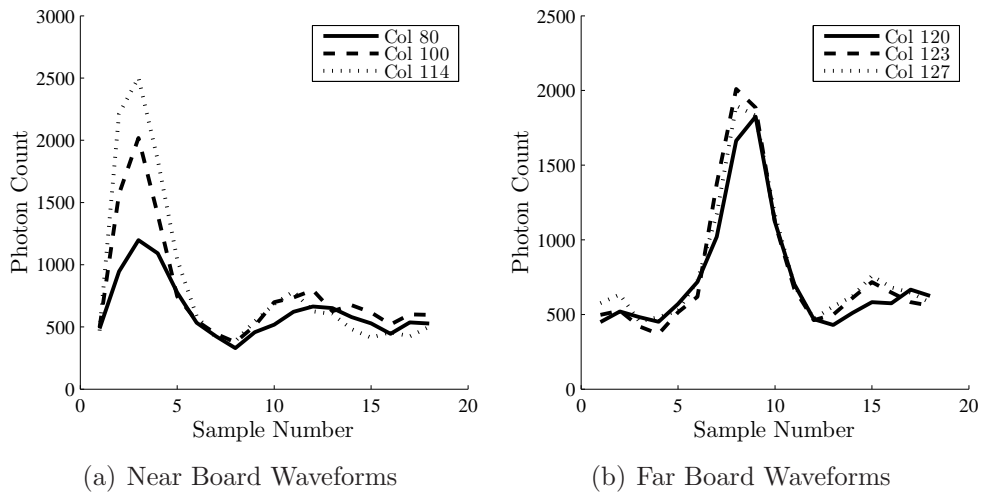 3000
2500
2000
1500
1000
500
0
0 5 10 15 20
Photon Count
Sample Number
Col 80
Col 100
Col 114
(a) Near Board Waveforms
2500
2000
1500
1000
500
0
0 5 10 15 20
Photon Count
Sample Number
Col 120
Col 123
Col 127
(b) Far Board Waveforms